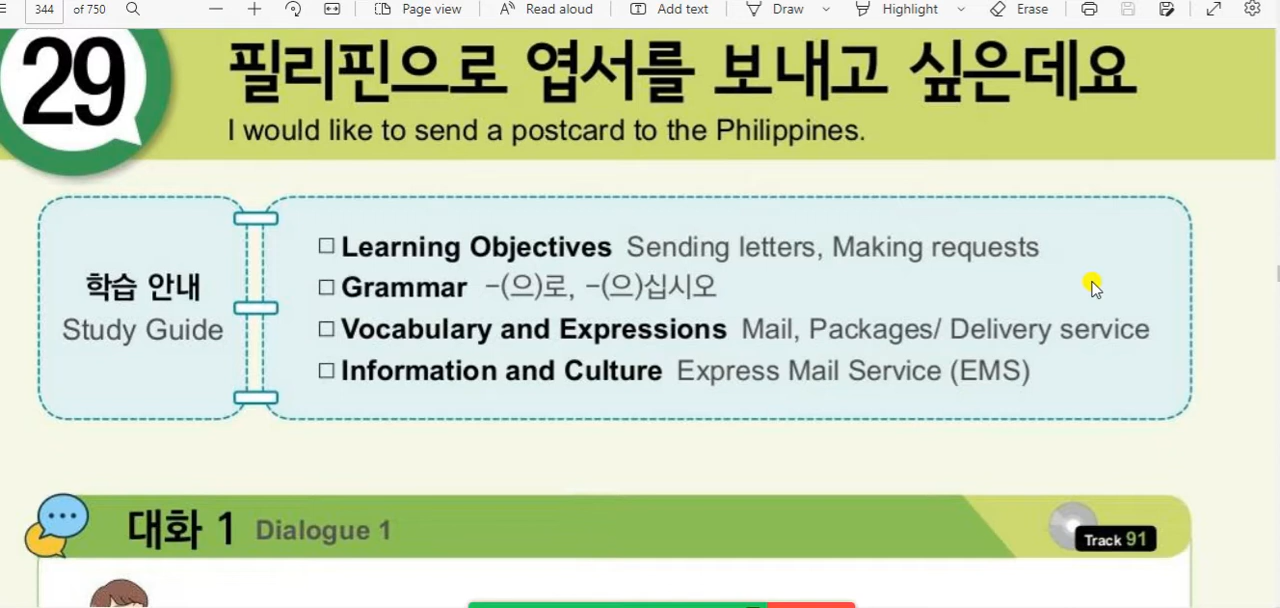 344 of 750 Page view Read aloud Add text Draw Highlight Erase
29
필리핀으로 엽서를 보내고 싶은데요
I would like to send a postcard to the Philippines.
학습 안내
Study Guide
□ Learning Objectives Sending letters, Making requests
□ Grammar -(으)로, -(으)십시오
□ Vocabulary and Expressions Mail, Packages/ Delivery service
□ Information and Culture Express Mail Service (EMS)
대화 1 Dialogue 1
Track 91